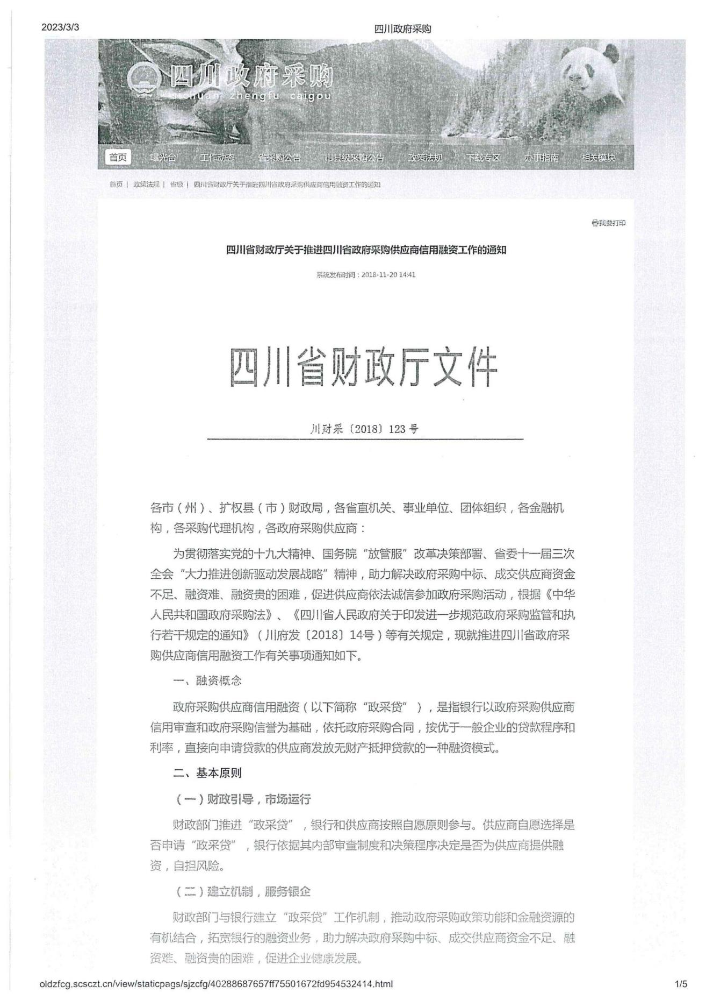 2023/3/3
四川政府采购
四川政府采购
sichuan zhengfu caigou
首页 曝光台 工作动态 省采购公告 市县级采购公告 政策法规 下载专区 办事指南 相关模块
首页 | 政策法规 | 省级 | 四川省财政厅关于推进四川省政府采购供应商信用融资工作的通知
我要打印
四川省财政厅关于推进四川省政府采购供应商信用融资工作的通知
系统发布时间：2018-11-20 14:41
四川省财政厅文件
川财采〔2018〕123 号
各市（州）、扩权县（市）财政局，各省直机关、事业单位、团体组织，各金融机
构，各采购代理机构，各政府采购供应商：
为贯彻落实党的十九大精神、国务院“放管服”改革决策部署、省委十一届三次
全会“大力推进创新驱动发展战略”精神，助力解决政府采购中标、成交供应商资金
不足、融资难、融资贵的困难，促进供应商依法诚信参加政府采购活动，根据《中华
人民共和国政府采购法》、《四川省人民政府关于印发进一步规范政府采购监管和执
行若干规定的通知》（川府发〔2018〕14号）等有关规定，现就推进四川省政府采
购供应商信用融资工作有关事项通知如下。
一、融资概念
政府采购供应商信用融资（以下简称“政采贷”），是指银行以政府采购供应商
信用审查和政府采购信誉为基础，依托政府采购合同，按优于一般企业的贷款程序和
利率，直接向申请贷款的供应商发放无财产抵押贷款的一种融资模式。
二、基本原则
（一）财政引导，市场运行
财政部门推进“政采贷”，银行和供应商按照自愿原则参与。供应商自愿选择是
否申请“政采贷”，银行依据其内部审查制度和决策程序决定是否为供应商提供融
资，自担风险。
（二）建立机制，服务银企
财政部门与银行建立“政采贷”工作机制，推动政府采购政策功能和金融资源的
有机结合，拓宽银行的融资业务，助力解决政府采购中标、成交供应商资金不足、融
资难、融资贵的困难，促进企业健康发展。
oldzfcg.scsczt.cn/view/staticpags/sjzcfg/40288687657ff75501672fd954532414.html
1/5